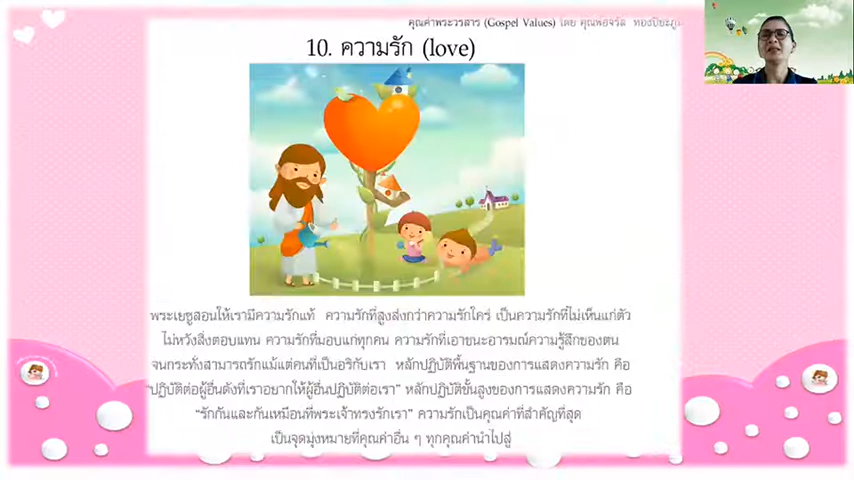 คุณค่าพระวรสาร (Gospel Values) โดย คุณพ่อจรัล ทองปิยะภูมิ
10. ความรัก (love)
พระเยซูสอนให้เรามีความรักแท้ ความรักที่สูงส่งกว่าความรักใคร่ เป็นความรักที่ไม่เห็นแก่ตัว
ไม่หวังสิ่งตอบแทน ความรักที่มอบแก่ทุกคน ความรักที่เอาชนะอารมณ์ความรู้สึกของตน
จนกระทั่งสามารถรักแม้แต่คนที่เป็นอริกับเรา หลักปฏิบัติพื้นฐานของการแสดงความรัก คือ
"ปฏิบัติต่อผู้อื่นดังที่เราอยากให้ผู้อื่นปฏิบัติต่อเรา" หลักปฏิบัติขั้นสูงของการแสดงความรัก คือ
"รักกันและกันเหมือนที่พระเจ้าทรงรักเรา" ความรักเป็นคุณค่าที่สำคัญที่สุด
เป็นจุดมุ่งหมายที่คุณค่าอื่น ๆ ทุกคุณค่านำไปสู่